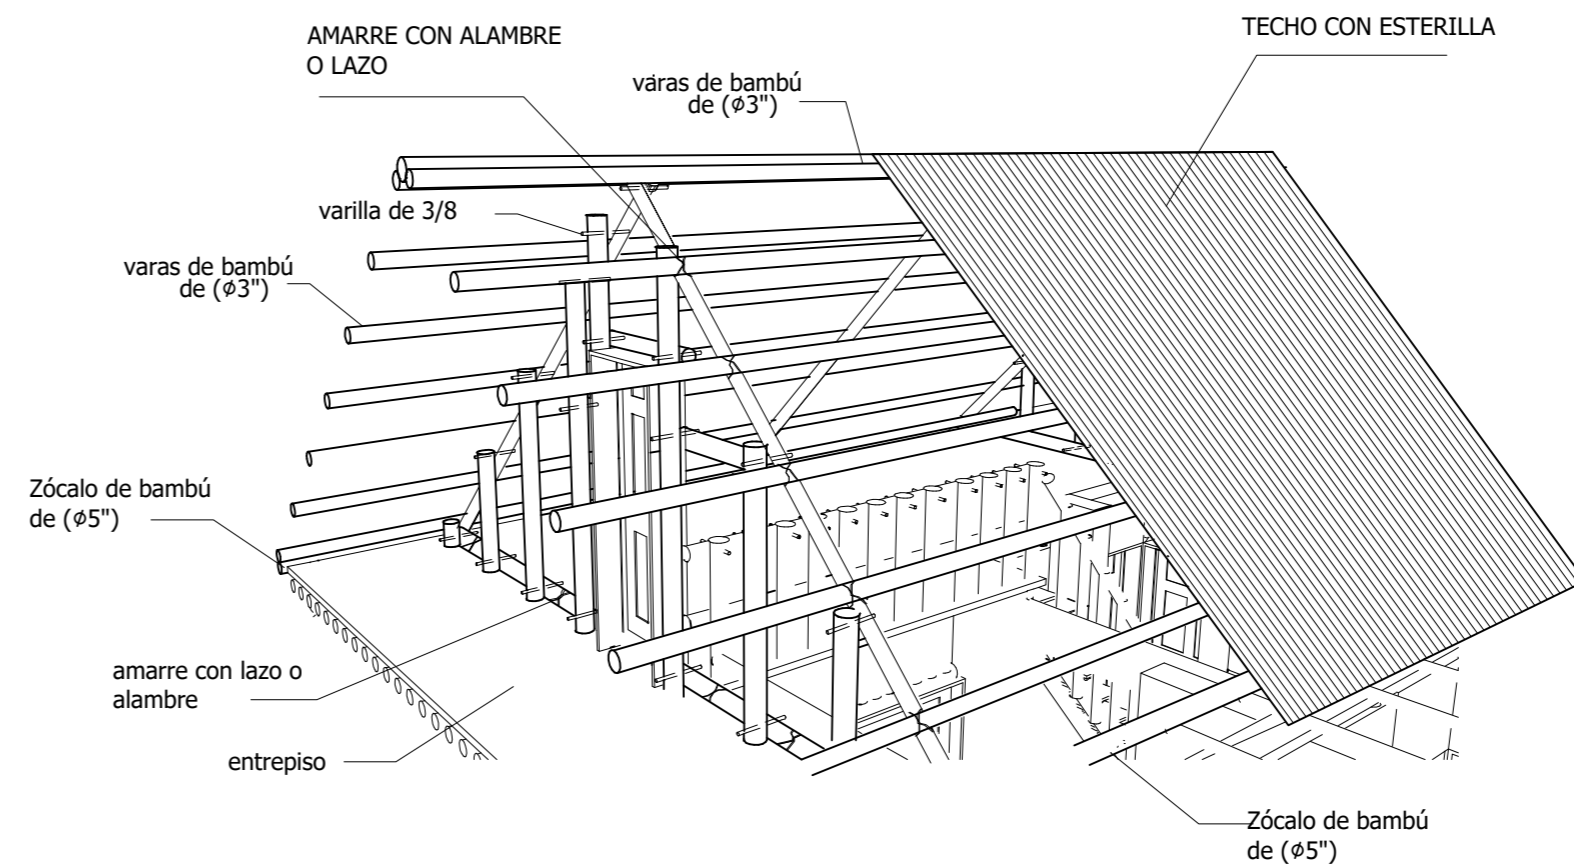 AMARRE CON ALAMBRE
O LAZO
TECHO CON ESTERILLA
varas de bambú
de (φ3")
varilla de 3/8
varas de bambú
de (φ3")
Zócalo de bambú
de (φ5")
amarre con lazo o
alambre
entrepiso
Zócalo de bambú
de (φ5")